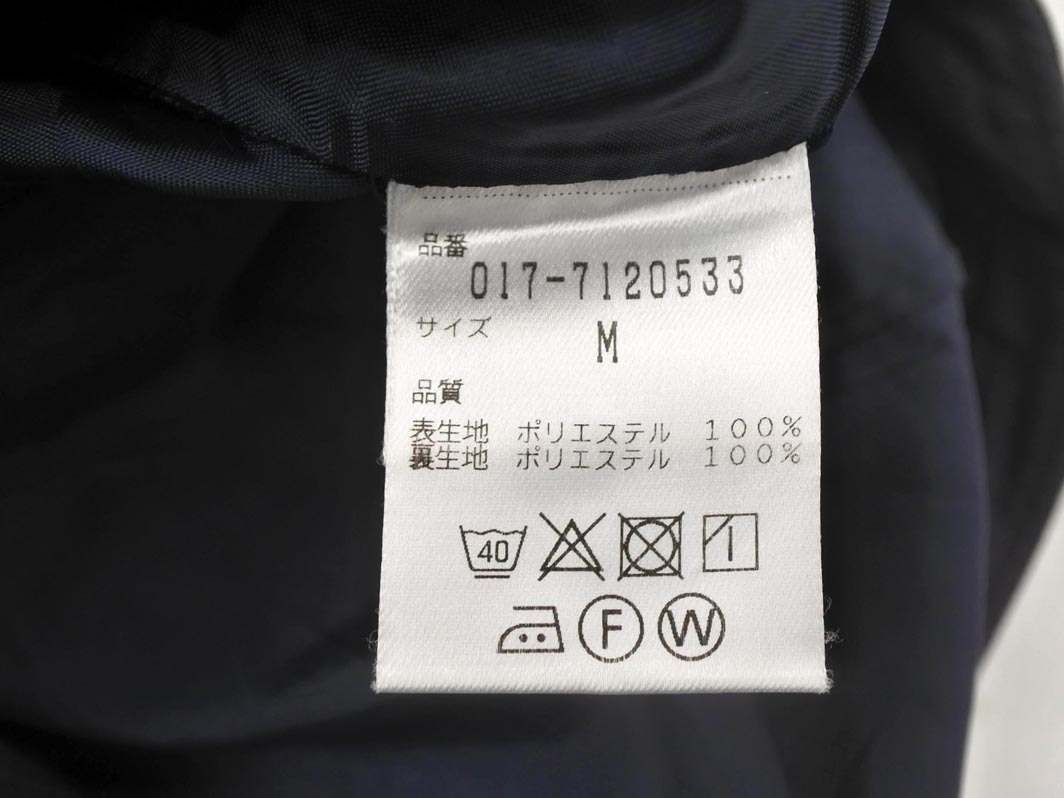 品番
017-7120533
サイズ
M
品質
表生地 ポリエステル 100%
裏生地 ポリエステル 100%
40
F W